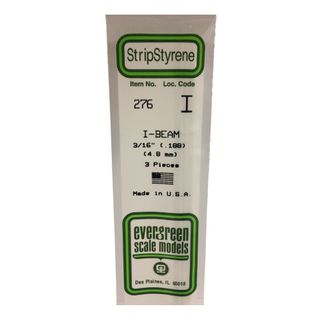 StripStyrene
Item No. Loc. Code
276 I
I-BEAM
3/16" (.188)
(4.8 mm)
3 Pieces
Made in U.S.A.
evergreen
scale models
Des Plaines, IL 60018